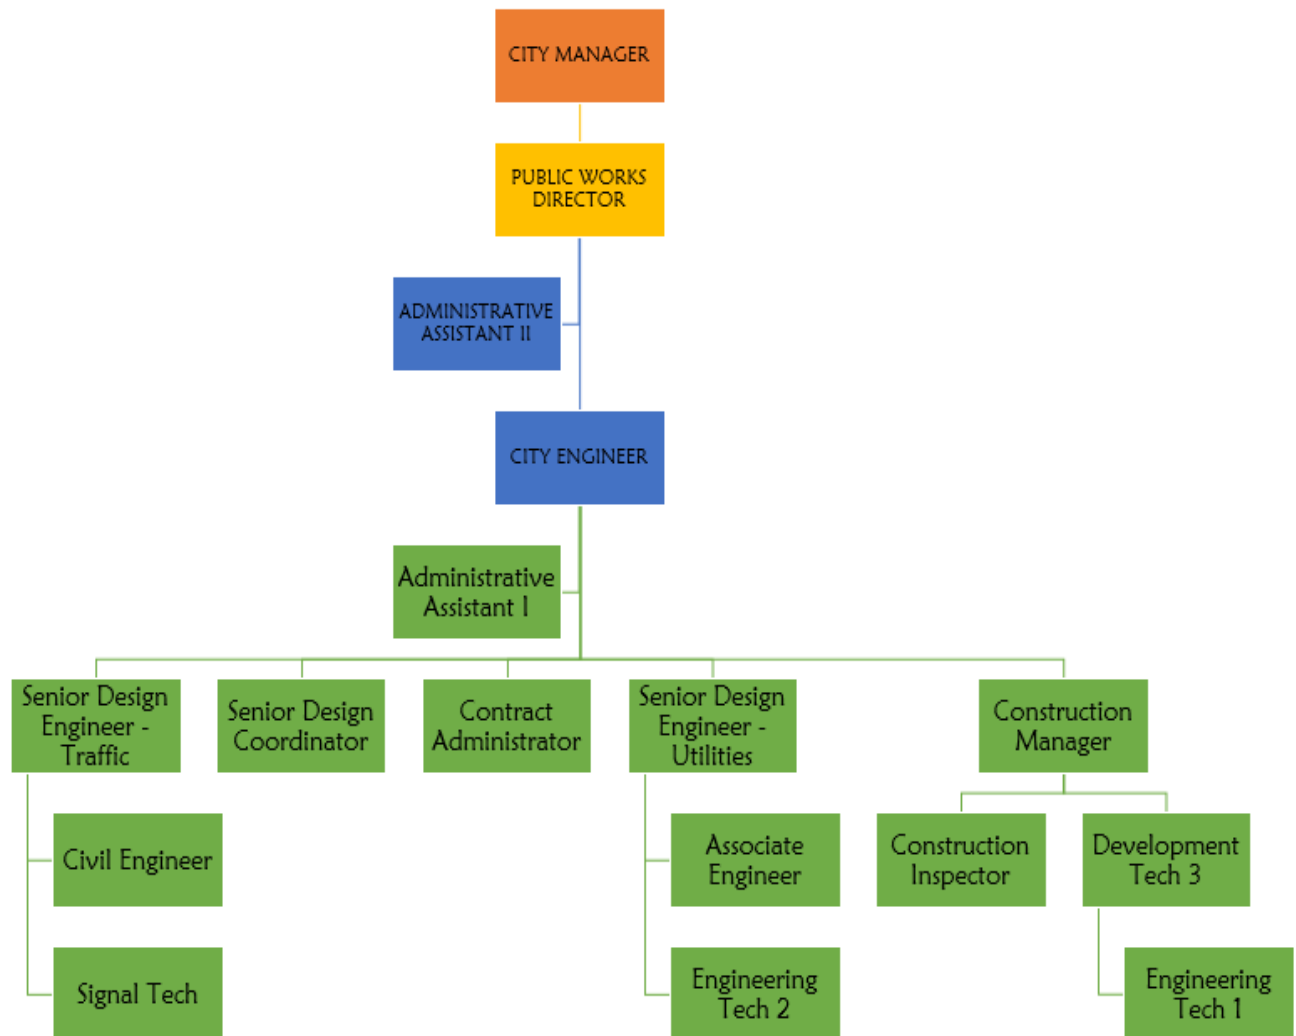 CITY MANAGER
PUBLIC WORKS
DIRECTOR
ADMINISTRATIVE
ASSISTANT II
CITY ENGINEER
Administrative
Assistant I
Senior Design
Engineer -
Traffic
Senior Design
Coordinator
Contract
Administrator
Senior Design
Engineer -
Utilities
Construction
Manager
Civil Engineer
Associate
Engineer
Construction
Inspector
Development
Tech 3
Signal Tech
Engineering
Tech 2
Engineering
Tech 1